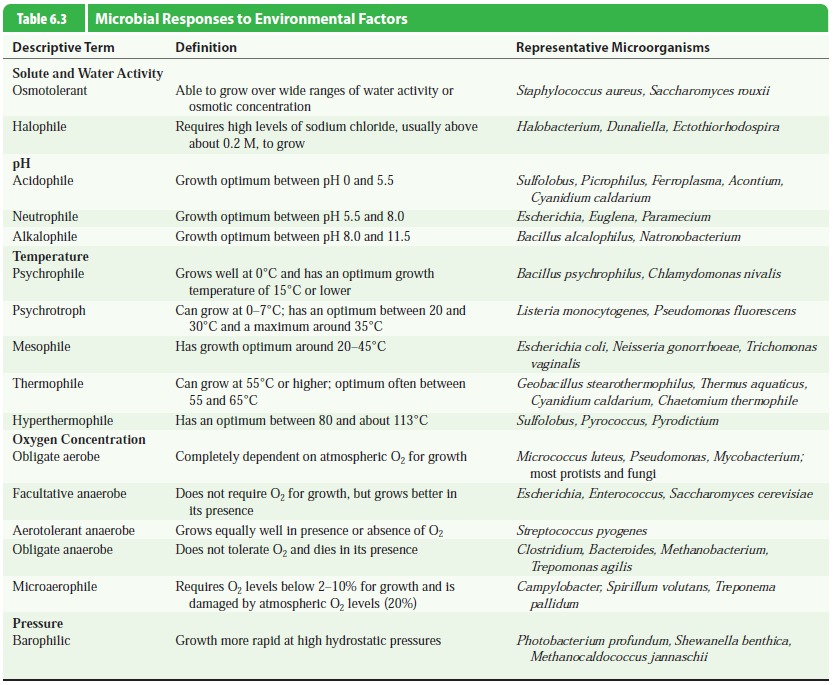 Table 6.3 Microbial Responses to Environmental Factors
Descriptive Term Definition Representative Microorganisms
Solute and Water Activity
Osmotolerant Able to grow over wide ranges of water activity or Staphylococcus aureus, Saccharomyces rouxii
osmotic concentration
Halophile Requires high levels of sodium chloride, usually above Halobacterium, Dunaliella, Ectothiorhodospira
about 0.2 M, to grow
pH
Acidophile Growth optimum between pH 0 and 5.5 Sulfolobus, Picrophilus, Ferroplasma, Acontium,
Cyanidium caldarium
Neutrophile Growth optimum between pH 5.5 and 8.0 Escherichia, Euglena, Paramecium
Alkalophile Growth optimum between pH 8.0 and 11.5 Bacillus alcalophilus, Natronobacterium
Temperature
Psychrophile Grows well at 0°C and has an optimum growth Bacillus psychrophilus, Chlamydomonas nivalis
temperature of 15°C or lower
Psychrotroph Can grow at 0–7°C; has an optimum between 20 and Listeria monocytogenes, Pseudomonas fluorescens
30°C and a maximum around 35°C
Mesophile Has growth optimum around 20–45°C Escherichia coli, Neisseria gonorrhoeae, Trichomonas
vaginalis
Thermophile Can grow at 55°C or higher; optimum often between Geobacillus stearothermophilus, Thermus aquaticus,
55 and 65°C Cyanidium caldarium, Chaetomium thermophile
Hyperthermophile Has an optimum between 80 and about 113°C Sulfolobus, Pyrococcus, Pyrodictium
Oxygen Concentration
Obligate aerobe Completely dependent on atmospheric O₂ for growth Micrococcus luteus, Pseudomonas, Mycobacterium;
most protists and fungi
Facultative anaerobe Does not require O₂ for growth, but grows better in Escherichia, Enterococcus, Saccharomyces cerevisiae
its presence
Aerotolerant anaerobe Grows equally well in presence or absence of O₂ Streptococcus pyogenes
Obligate anaerobe Does not tolerate O₂ and dies in its presence Clostridium, Bacteroides, Methanobacterium,
Trepomonas agilis
Microaerophile Requires O₂ levels below 2–10% for growth and is Campylobacter, Spirillum volutans, Treponema
damaged by atmospheric O₂ levels (20%) pallidum
Pressure
Barophilic Growth more rapid at high hydrostatic pressures Photobacterium profundum, Shewanella benthica,
Methanocaldococcus jannaschii